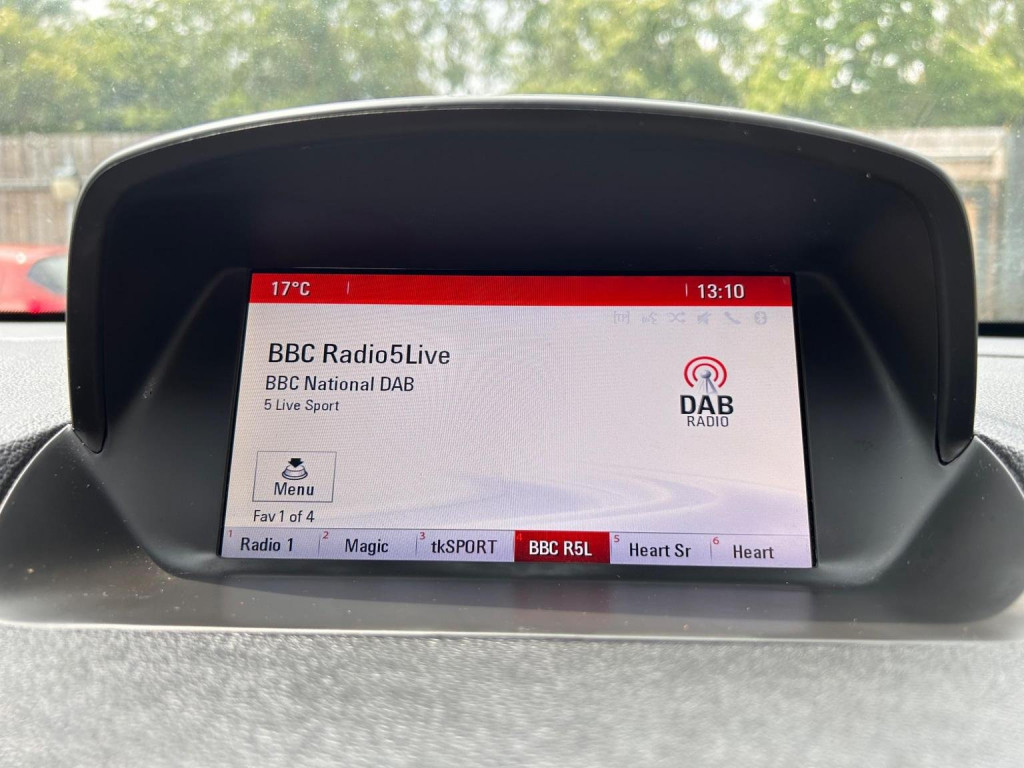 17°C 13:10
BBC Radio5Live
BBC National DAB
5 Live Sport
DAB
RADIO
Menu
Fav 1 of 4
1 Radio 1 2 Magic 3 tkSPORT 4 BBC R5L 5 Heart Sr 6 Heart